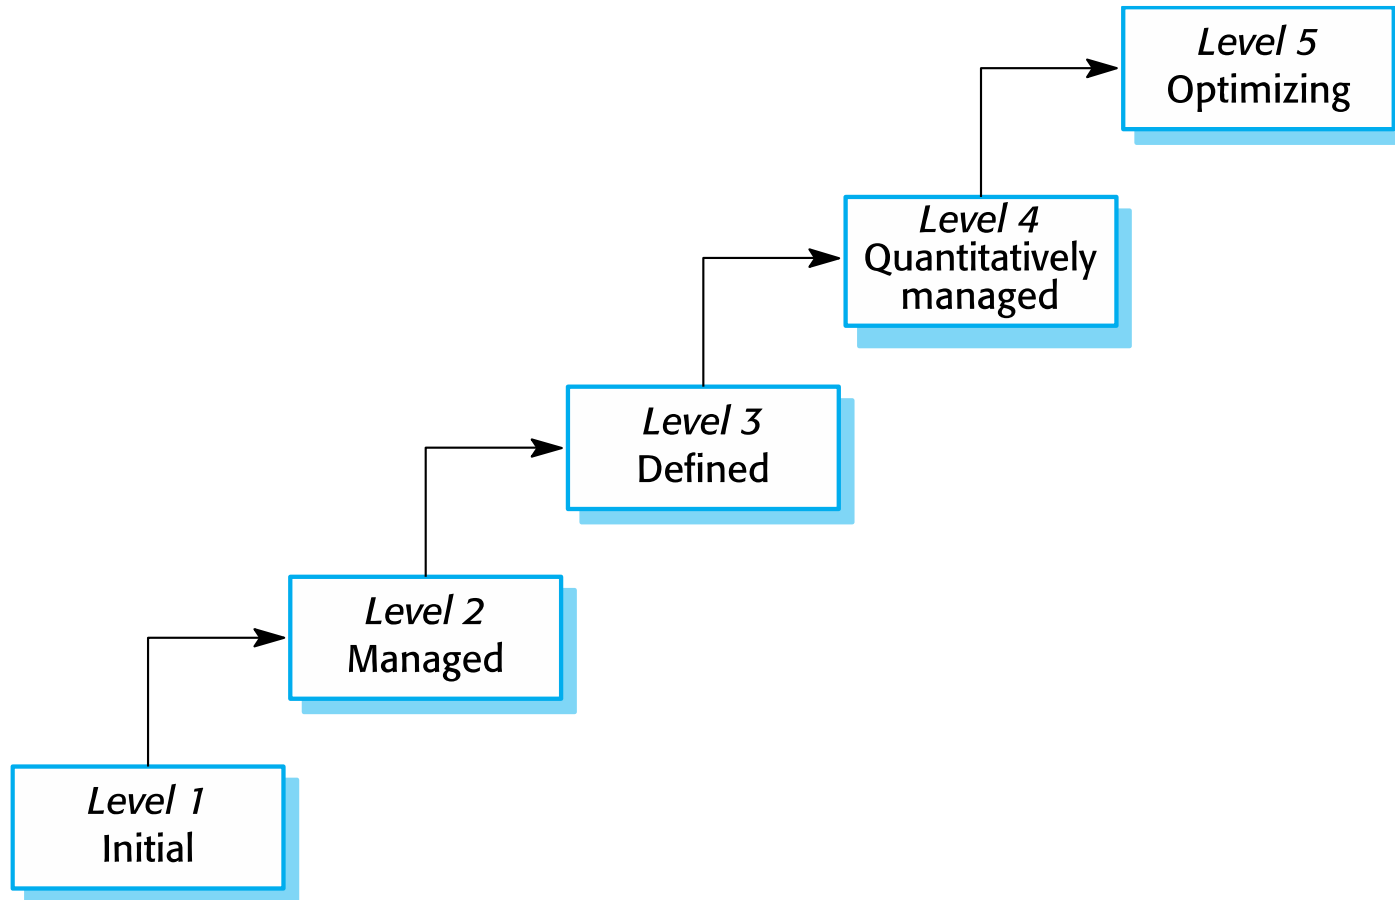 Level 5
Optimizing
Level 4
Quantitatively
managed
Level 3
Defined
Level 2
Managed
Level 1
Initial